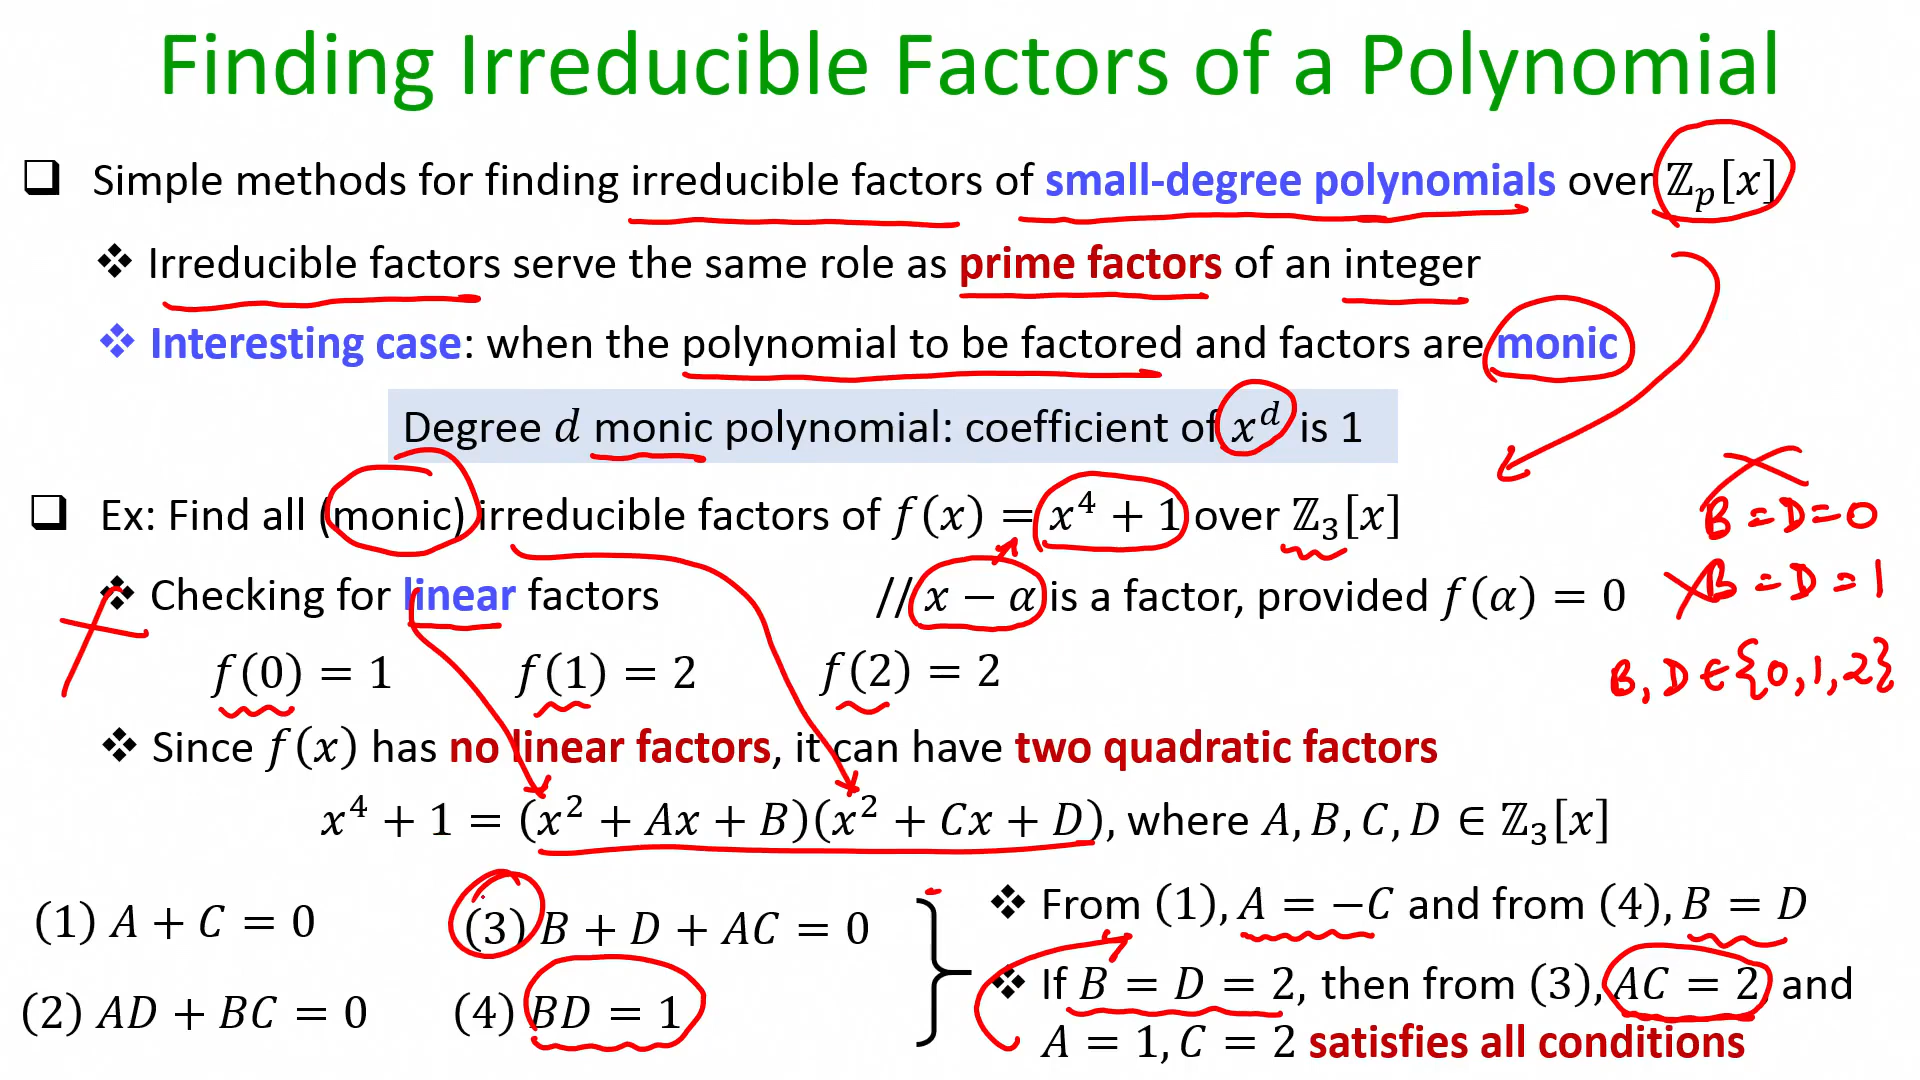 Finding Irreducible Factors of a Polynomial
❑ Simple methods for finding irreducible factors of small-degree polynomials over ℤ_p[x]
❖ Irreducible factors serve the same role as prime factors of an integer
❖ Interesting case: when the polynomial to be factored and factors are monic
Degree d monic polynomial: coefficient of x^d is 1
❑ Ex: Find all (monic) irreducible factors of f(x) = x^4 + 1 over ℤ_3[x]
B = D = 0
❖ Checking for linear factors // x − α is a factor, provided f(α) = 0
B = D = 1
f(0) = 1 f(1) = 2 f(2) = 2
B, D ∈ {0, 1, 2}
❖ Since f(x) has no linear factors, it can have two quadratic factors
x^4 + 1 = (x^2 + Ax + B)(x^2 + Cx + D), where A, B, C, D ∈ ℤ_3[x]
(1) A + C = 0 (3) B + D + AC = 0
(2) AD + BC = 0 (4) BD = 1
❖ From (1), A = −C and from (4), B = D
❖ If B = D = 2, then from (3), AC = 2, and
A = 1, C = 2 satisfies all conditions